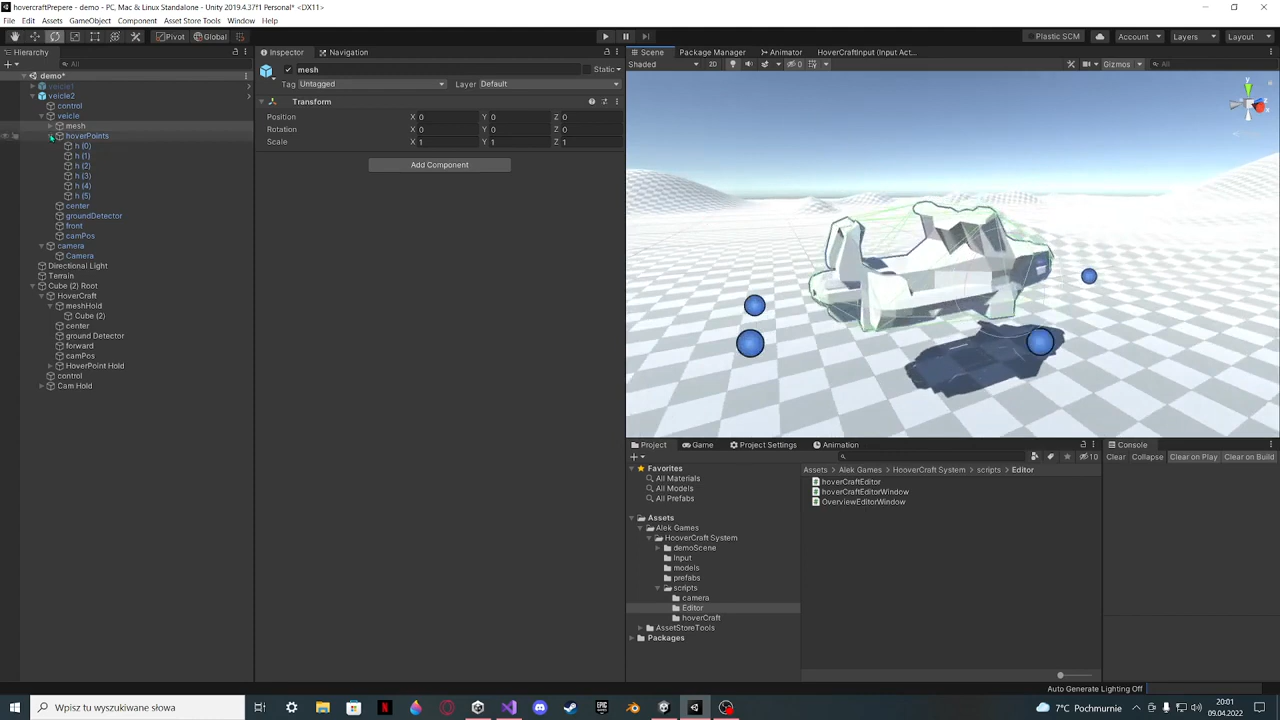 hovercraftPrepere - demo - PC, Mac & Linux Standalone - Unity 2019.4.37f1 Personal* <DX11>
File Edit Assets GameObject Component Asset Store Tools Window Help
Pivot Global Plastic SCM Account Layers Layout
Hierarchy Inspector Navigation Scene Package Manager Animator HoverCraftInput (Input Act...
All Static Shaded 2D 0 Gizmos All
demo* mesh
veicle1 Tag Untagged Layer Default
veicle2 Transform
control Position X 0 Y 0 Z 0
veicle Rotation X 0 Y 0 Z 0
mesh Scale X 1 Y 1 Z 1
hoverPoints Add Component
h (0)
h (1)
h (2)
h (3)
h (4)
h (5)
center
groundDetector
front
camPos
camera
Camera
Directional Light
Terrain
Cube (2) Root
HoverCraft
meshHold
Cube (2)
center
ground Detector
forward
camPos
HoverPoint Hold
control
Cam Hold
y
Project Game Project Settings Animation Console
10 Clear Collapse Clear on Play Clear on Build
Favorites Assets Alek Games HooverCraft System scripts Editor
All Materials hoverCraftEditor
All Models hoverCraftEditorWindow
All Prefabs OverviewEditorWindow
Assets
Alek Games
HooverCraft System
demoScene
Input
models
prefabs
scripts
camera
Editor
hoverCraft
AssetStoreTools
Packages
Auto Generate Lighting Off
Wpisz tu wyszukiwane słowa 7°C Pochmurnie 20:01
09.04.2022